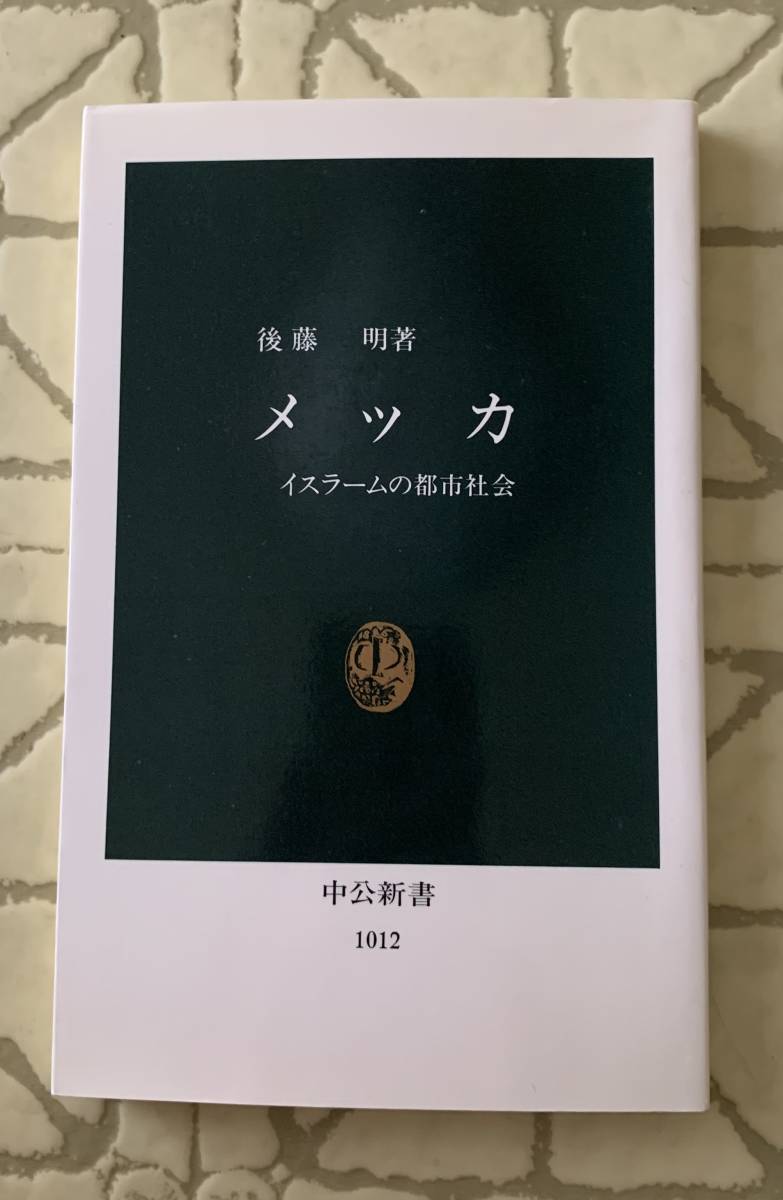 後藤 明著
メッカ
イスラームの都市社会
中公新書
1012